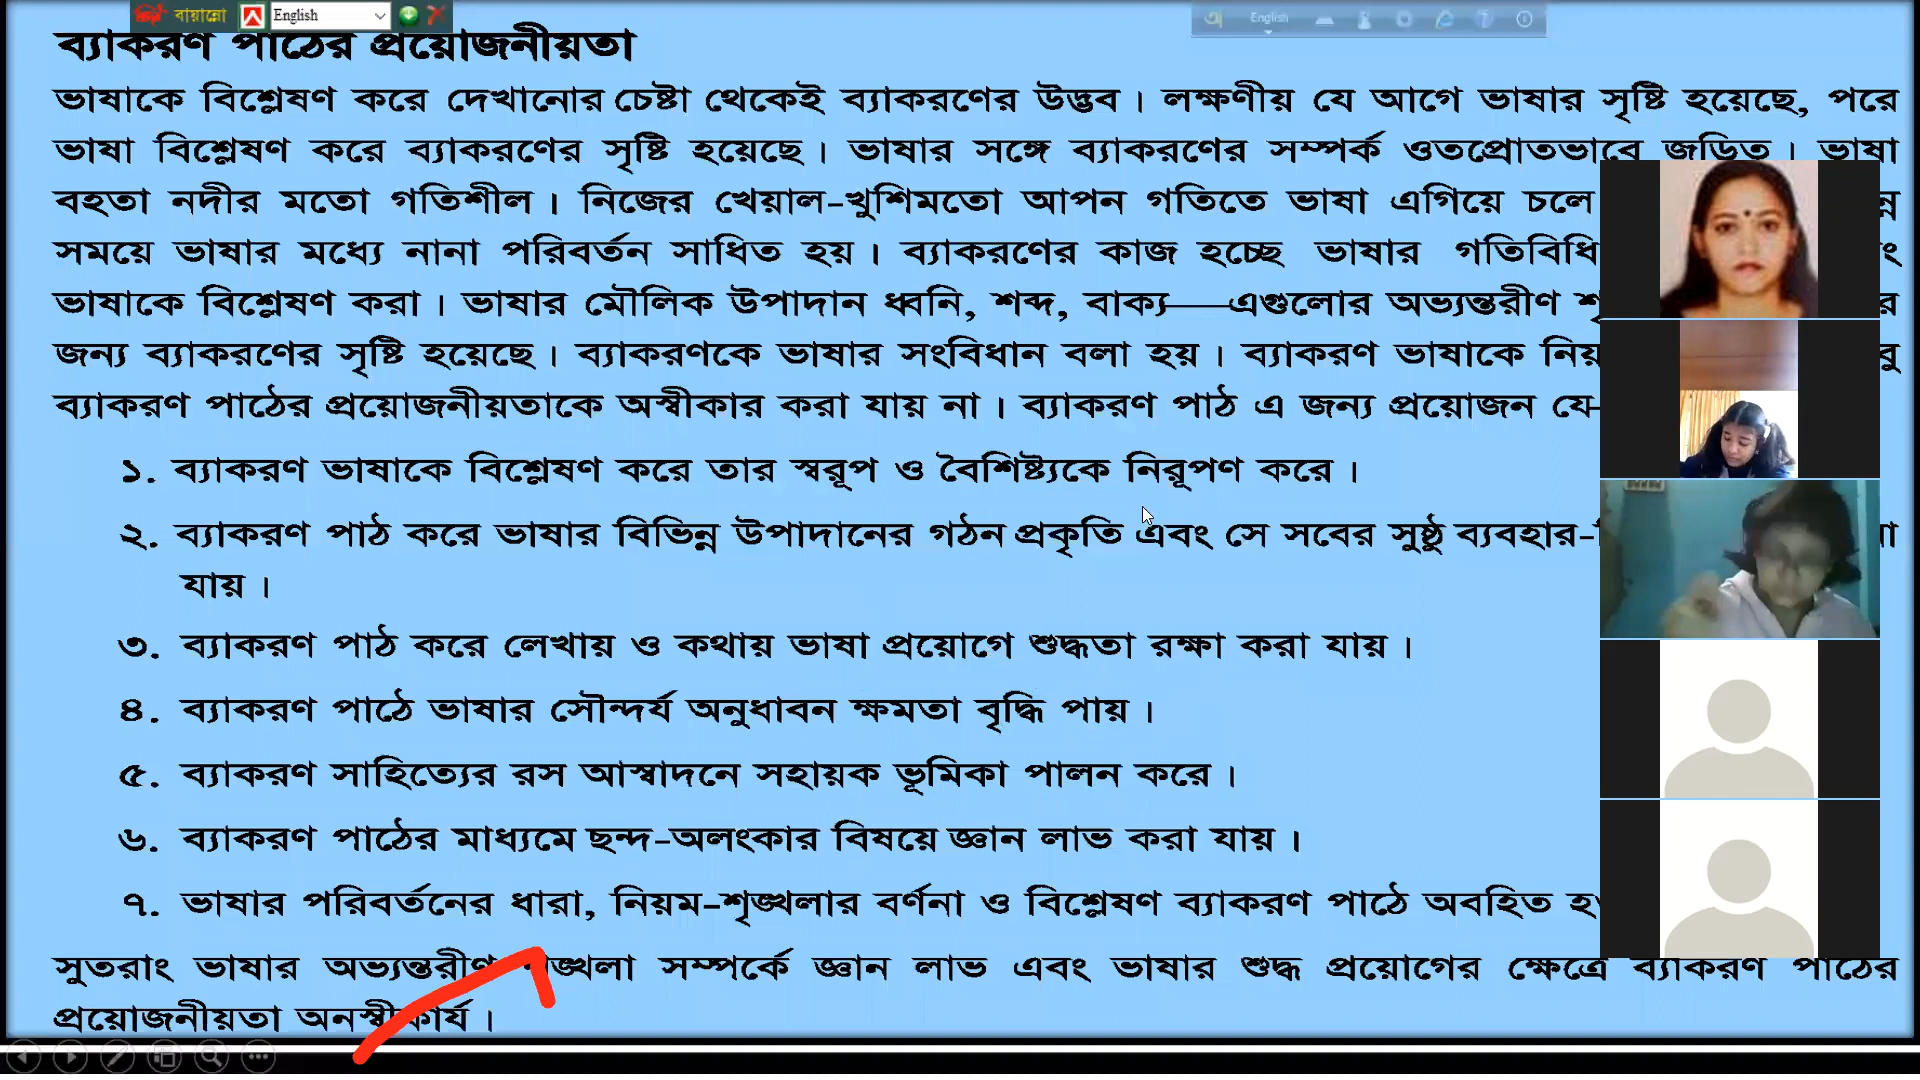 বায়ান্নো English
English
ব্যাকরণ পাঠের প্রয়োজনীয়তা
ভাষাকে বিশ্লেষণ করে দেখানোর চেষ্টা থেকেই ব্যাকরণের উদ্ভব। লক্ষণীয় যে আগে ভাষার সৃষ্টি হয়েছে, পরে
ভাষা বিশ্লেষণ করে ব্যাকরণের সৃষ্টি হয়েছে। ভাষার সঙ্গে ব্যাকরণের সম্পর্ক ওতপ্রোতভাবে জড়িত। ভাষা
বহতা নদীর মতো গতিশীল। নিজের খেয়াল-খুশিমতো আপন গতিতে ভাষা এগিয়ে চলে
সময়ে ভাষার মধ্যে নানা পরিবর্তন সাধিত হয়। ব্যাকরণের কাজ হচ্ছে ভাষার গতিবিধি
ভাষাকে বিশ্লেষণ করা। ভাষার মৌলিক উপাদান ধ্বনি, শব্দ, বাক্য—এগুলোর অভ্যন্তরীণ
জন্য ব্যাকরণের সৃষ্টি হয়েছে। ব্যাকরণকে ভাষার সংবিধান বলা হয়। ব্যাকরণ ভাষাকে
ব্যাকরণ পাঠের প্রয়োজনীয়তাকে অস্বীকার করা যায় না। ব্যাকরণ পাঠ এ জন্য প্রয়োজন যে—
১. ব্যাকরণ ভাষাকে বিশ্লেষণ করে তার স্বরূপ ও বৈশিষ্ট্যকে নিরূপণ করে।
২. ব্যাকরণ পাঠ করে ভাষার বিভিন্ন উপাদানের গঠন প্রকৃতি এবং সে সবের সুষ্ঠু ব্যবহার-
যায়।
৩. ব্যাকরণ পাঠ করে লেখায় ও কথায় ভাষা প্রয়োগে শুদ্ধতা রক্ষা করা যায়।
৪. ব্যাকরণ পাঠে ভাষার সৌন্দর্য অনুধাবন ক্ষমতা বৃদ্ধি পায়।
৫. ব্যাকরণ সাহিত্যের রস আস্বাদনে সহায়ক ভূমিকা পালন করে।
৬. ব্যাকরণ পাঠের মাধ্যমে ছন্দ-অলংকার বিষয়ে জ্ঞান লাভ করা যায়।
৭. ভাষার পরিবর্তনের ধারা, নিয়ম-শৃঙ্খলার বর্ণনা ও বিশ্লেষণ ব্যাকরণ পাঠে অবহিত
সুতরাং ভাষার অভ্যন্তরীণ শৃঙ্খলা সম্পর্কে জ্ঞান লাভ এবং ভাষার শুদ্ধ প্রয়োগের ক্ষেত্রে ব্যাকরণ পাঠের
প্রয়োজনীয়তা অনস্বীকার্য।